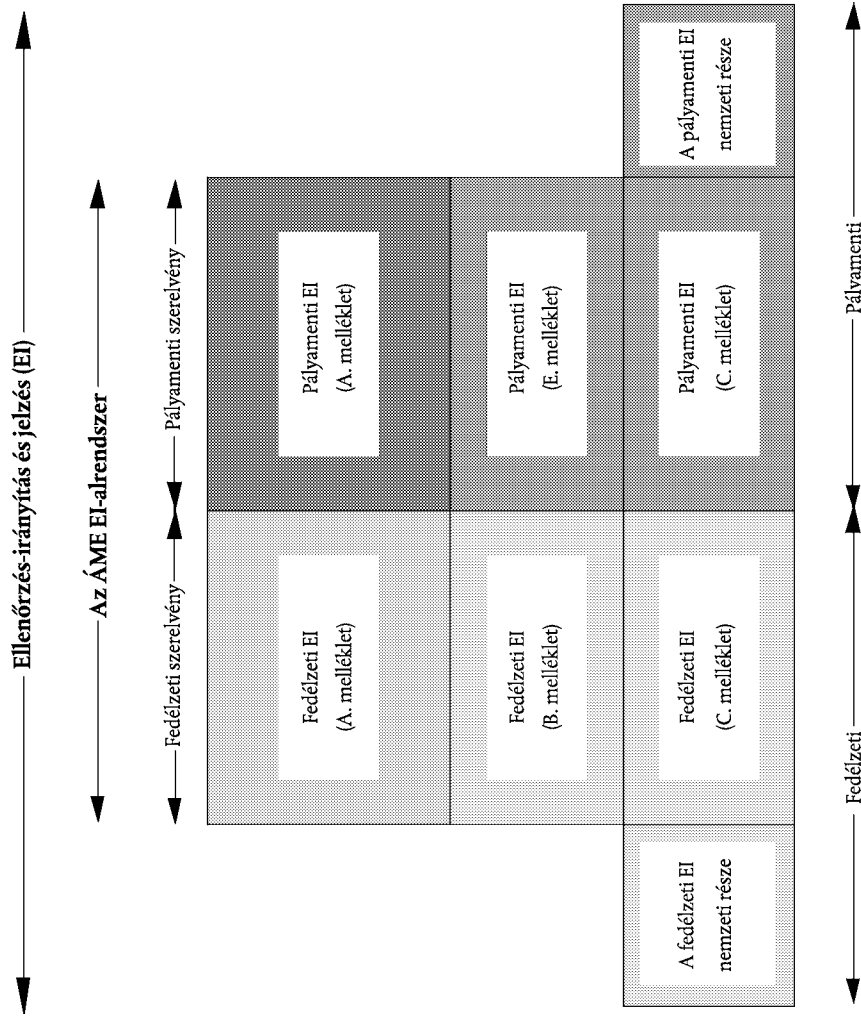 Ellenőrzés-irányítás és jelzés (EI)
Az ÁME EI-alrendszer
Fedélzeti szerelvény
Pályamenti szerelvény
Fedélzeti EI
(A. melléklet)
Pályamenti EI
(A. melléklet)
Fedélzeti EI
(B. melléklet)
Pályamenti EI
(E. melléklet)
A fedélzeti EI
nemzeti része
Fedélzeti EI
(C. melléklet)
Pályamenti EI
(C. melléklet)
A pályamenti EI
nemzeti része
Fedélzeti
Pálvamenti